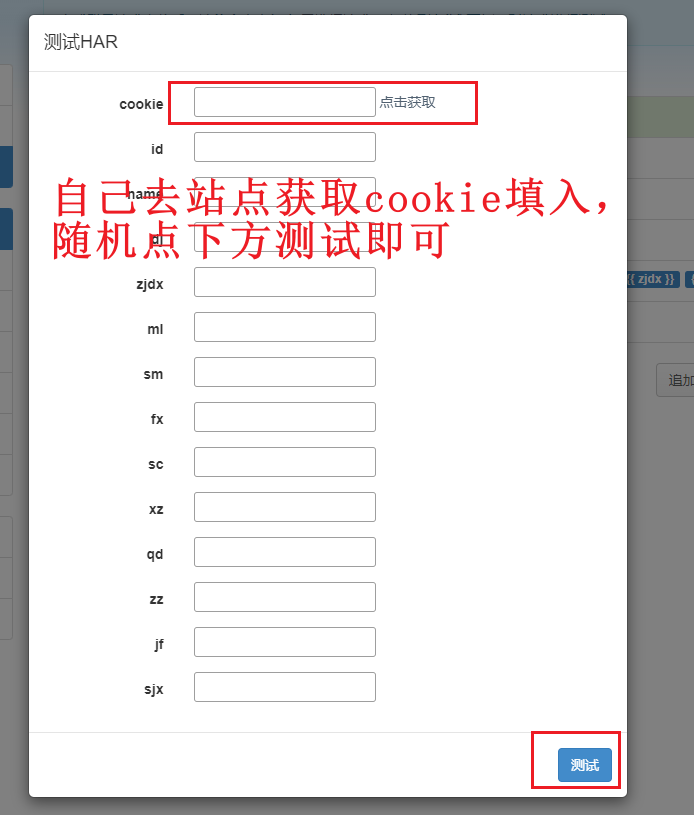 测试HAR
cookie 点击获取
id
name
自己去站点获取cookie填入，
随机点下方测试即可
zjdx
{{ zjdx }}
ml
sm
追加
fx
sc
xz
qd
zz
jf
sjx
测试